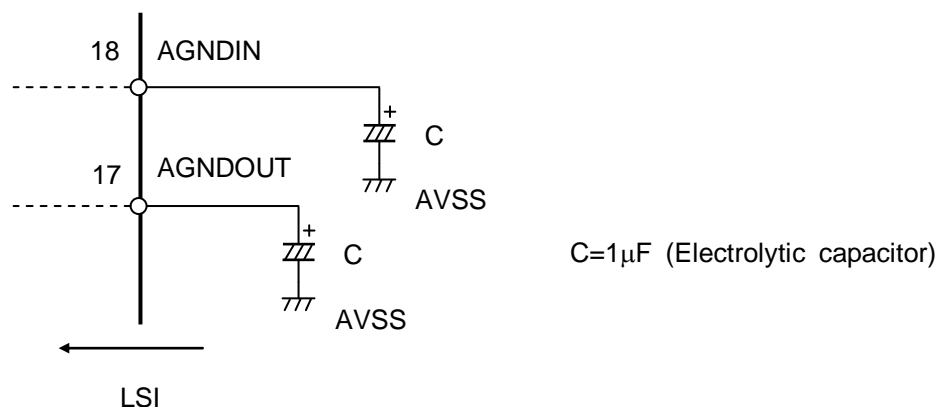 18 AGNDIN
+
C
AVSS
17 AGNDOUT
+
C
AVSS
C=1μF (Electrolytic capacitor)
LSI